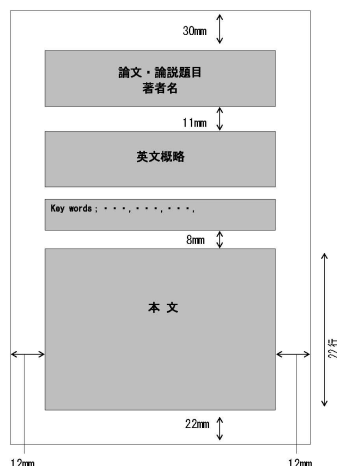 30mm
論文・論説題目
著者名
11mm
英文概略
Key words；・・・,・・・,・・・,
8mm
本 文
22行
22mm
12mm
12mm